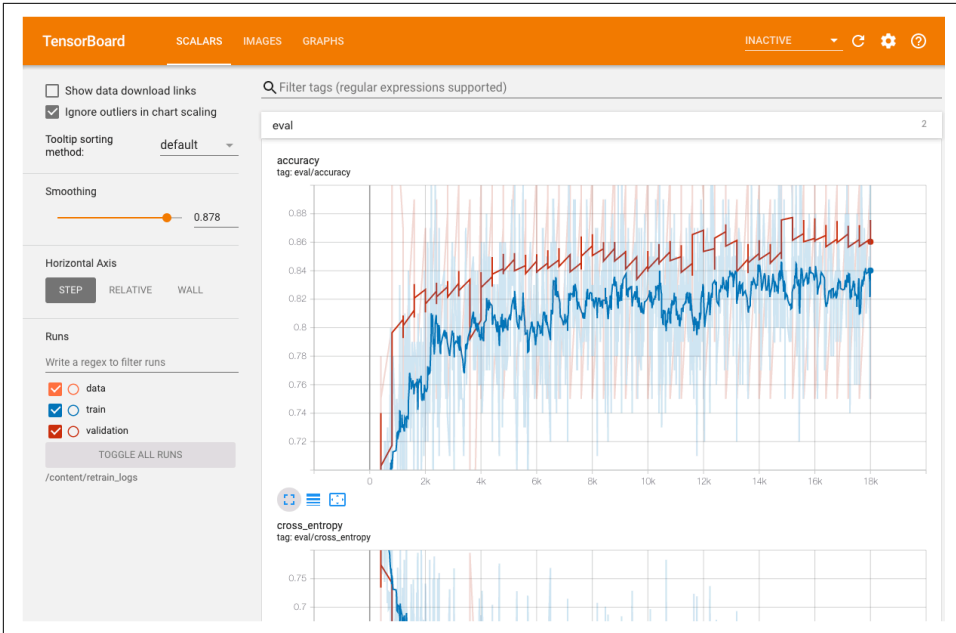 TensorBoard SCALARS IMAGES GRAPHS INACTIVE
Show data download links
Ignore outliers in chart scaling
Tooltip sorting
method: default
Smoothing
0.878
Horizontal Axis
STEP RELATIVE WALL
Runs
Write a regex to filter runs
data
train
validation
TOGGLE ALL RUNS
/content/retrain_logs
Filter tags (regular expressions supported)
eval 2
accuracy
tag: eval/accuracy
0.88
0.86
0.84
0.82
0.8
0.78
0.76
0.74
0.72
0 2k 4k 6k 8k 10k 12k 14k 16k 18k
cross_entropy
tag: eval/cross_entropy
0.75
0.7